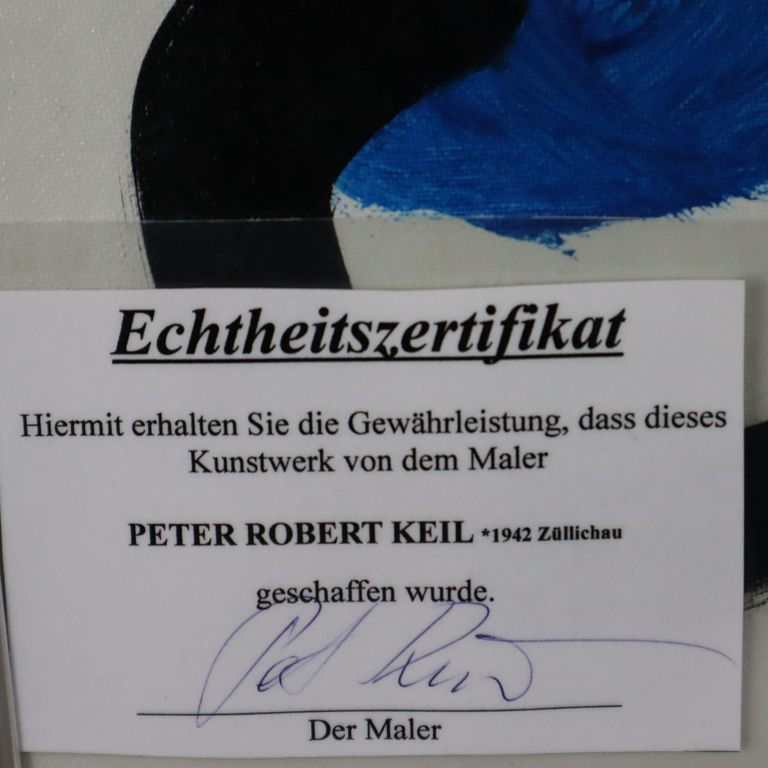 Echtheitszertifikat
Hiermit erhalten Sie die Gewährleistung, dass dieses
Kunstwerk von dem Maler
PETER ROBERT KEIL *1942 Züllichau
geschaffen wurde.
Der Maler